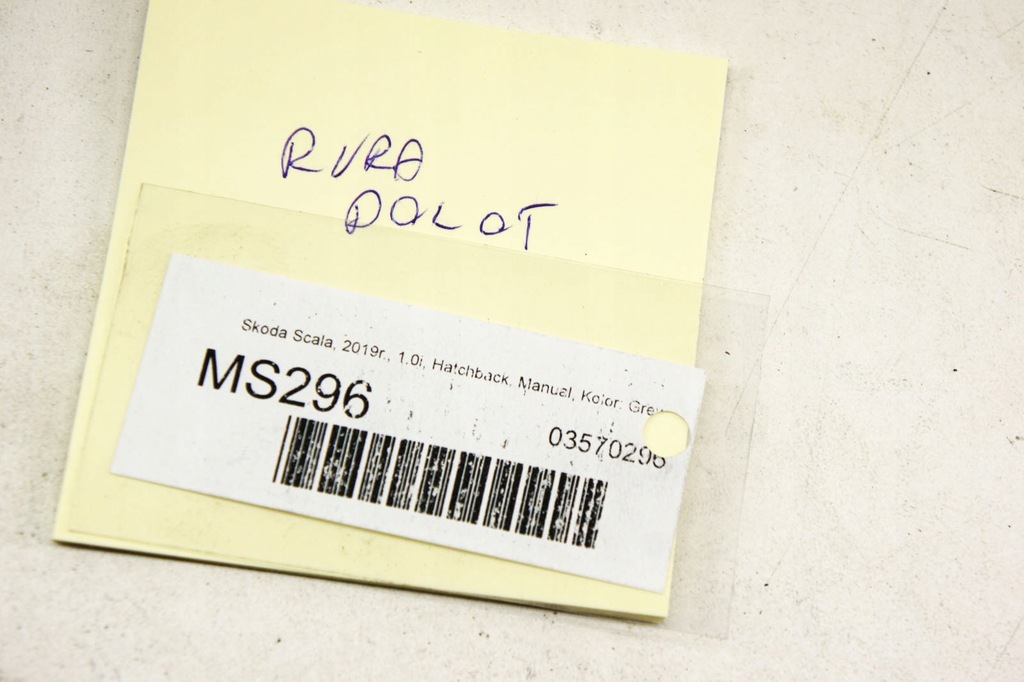 RURA
DOLOT
Skoda Scala, 2019r., 1.0i, Hatchback, Manual, Kolor: Grey
MS296
03570296